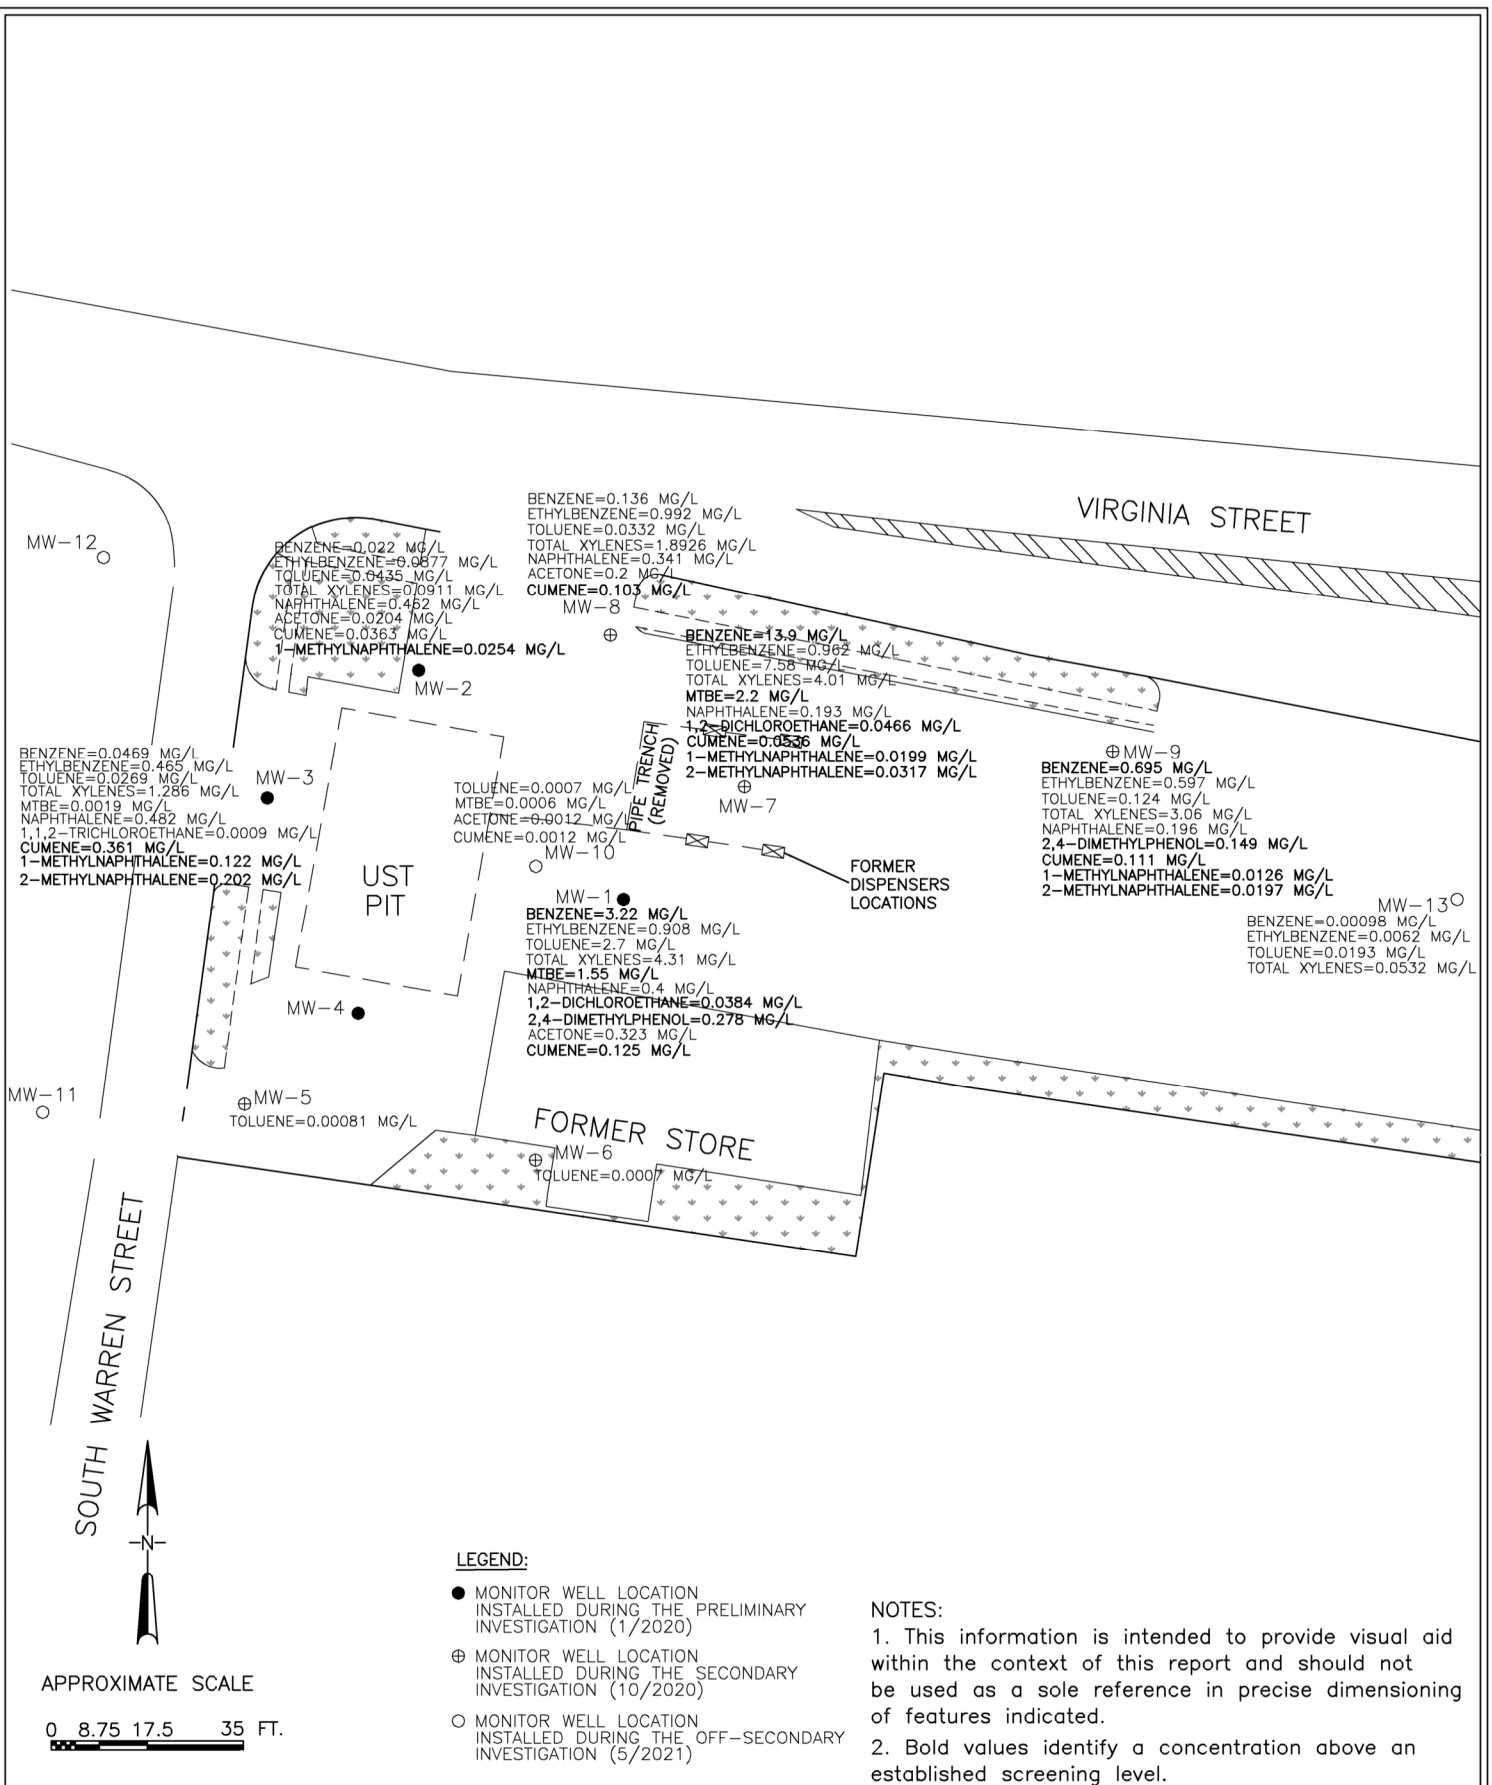 VIRGINIA STREET
MW-12
BENZENE=0.022 MG/L
ETHYLBENZENE=0.0877 MG/L
TOLUENE=0.0435 MG/L
TOTAL XYLENES=0.0911 MG/L
NAPHTHALENE=0.462 MG/L
ACETONE=0.0204 MG/L
CUMENE=0.0363 MG/L
1-METHYLNAPHTHALENE=0.0254 MG/L
MW-2
BENZENE=0.136 MG/L
ETHYLBENZENE=0.992 MG/L
TOLUENE=0.0332 MG/L
TOTAL XYLENES=1.8926 MG/L
NAPHTHALENE=0.341 MG/L
ACETONE=0.2 MG/L
CUMENE=0.103 MG/L
MW-8
BENZENE=13.9 MG/L
ETHYLBENZENE=0.962 MG/L
TOLUENE=7.58 MG/L
TOTAL XYLENES=4.01 MG/L
MTBE=2.2 MG/L
NAPHTHALENE=0.193 MG/L
1,2-DICHLOROETHANE=0.0466 MG/L
CUMENE=0.0536 MG/L
1-METHYLNAPHTHALENE=0.0199 MG/L
2-METHYLNAPHTHALENE=0.0317 MG/L
MW-7
PIPE TRENCH
(REMOVED)
BENZENE=0.0469 MG/L
ETHYLBENZENE=0.465 MG/L
TOLUENE=0.0269 MG/L
TOTAL XYLENES=1.286 MG/L
MTBE=0.0019 MG/L
NAPHTHALENE=0.482 MG/L
1,1,2-TRICHLOROETHANE=0.0009 MG/L
CUMENE=0.361 MG/L
1-METHYLNAPHTHALENE=0.122 MG/L
2-METHYLNAPHTHALENE=0.202 MG/L
MW-3
TOLUENE=0.0007 MG/L
MTBE=0.0006 MG/L
ACETONE=0.0012 MG/L
CUMENE=0.0012 MG/L
MW-10
MW-9
BENZENE=0.695 MG/L
ETHYLBENZENE=0.597 MG/L
TOLUENE=0.124 MG/L
TOTAL XYLENES=3.06 MG/L
NAPHTHALENE=0.196 MG/L
2,4-DIMETHYLPHENOL=0.149 MG/L
CUMENE=0.111 MG/L
1-METHYLNAPHTHALENE=0.0126 MG/L
2-METHYLNAPHTHALENE=0.0197 MG/L
UST
PIT
FORMER
DISPENSERS
LOCATIONS
MW-13
BENZENE=0.00098 MG/L
ETHYLBENZENE=0.0062 MG/L
TOLUENE=0.0193 MG/L
TOTAL XYLENES=0.0532 MG/L
MW-1
BENZENE=3.22 MG/L
ETHYLBENZENE=0.908 MG/L
TOLUENE=2.7 MG/L
TOTAL XYLENES=4.31 MG/L
MTBE=1.55 MG/L
NAPHTHALENE=0.4 MG/L
1,2-DICHLOROETHANE=0.0384 MG/L
2,4-DIMETHYLPHENOL=0.278 MG/L
ACETONE=0.323 MG/L
CUMENE=0.125 MG/L
MW-4
MW-11
MW-5
TOLUENE=0.00081 MG/L
FORMER STORE
MW-6
TOLUENE=0.0007 MG/L
SOUTH WARREN STREET
-N-
APPROXIMATE SCALE
0 8.75 17.5 35 FT.
LEGEND:
MONITOR WELL LOCATION
INSTALLED DURING THE PRELIMINARY
INVESTIGATION (1/2020)
MONITOR WELL LOCATION
INSTALLED DURING THE SECONDARY
INVESTIGATION (10/2020)
MONITOR WELL LOCATION
INSTALLED DURING THE OFF-SECONDARY
INVESTIGATION (5/2021)
NOTES:
1. This information is intended to provide visual aid
within the context of this report and should not
be used as a sole reference in precise dimensioning
of features indicated.
2. Bold values identify a concentration above an
established screening level.